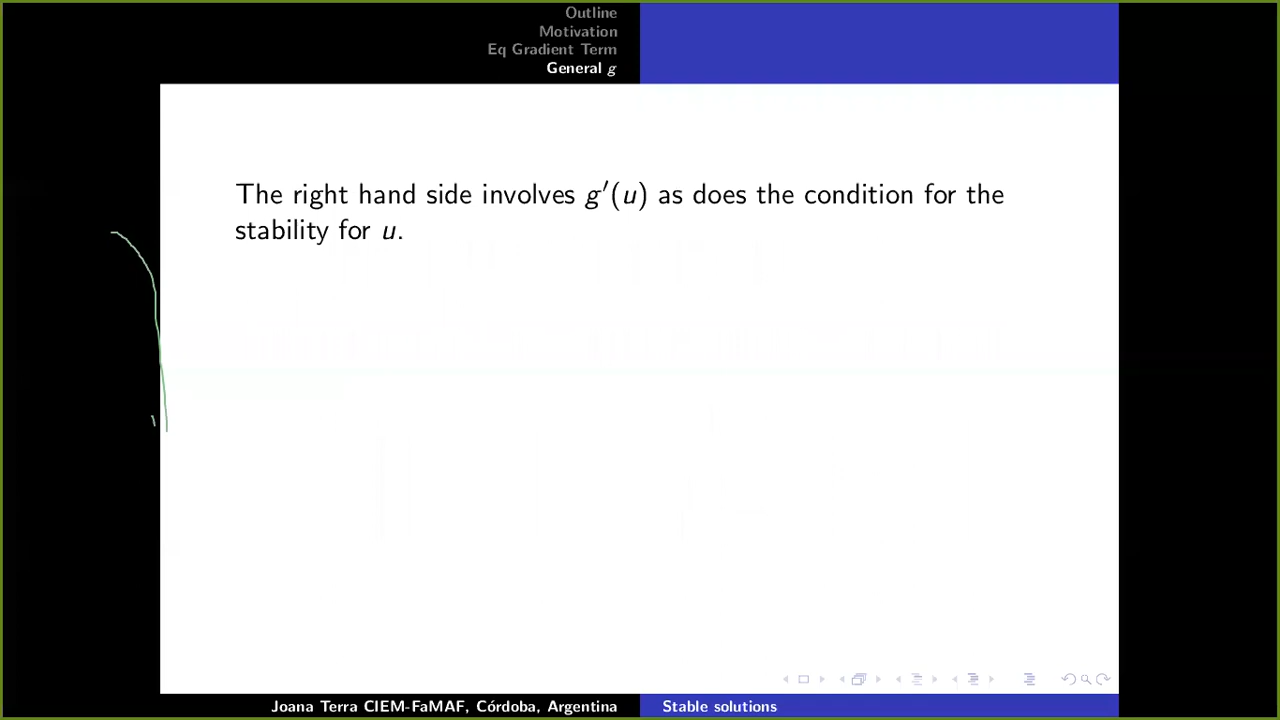 Outline
Motivation
Eq Gradient Term
General g
The right hand side involves g′(u) as does the condition for the
stability for u.
Joana Terra CIEM-FaMAF, Córdoba, Argentina
Stable solutions